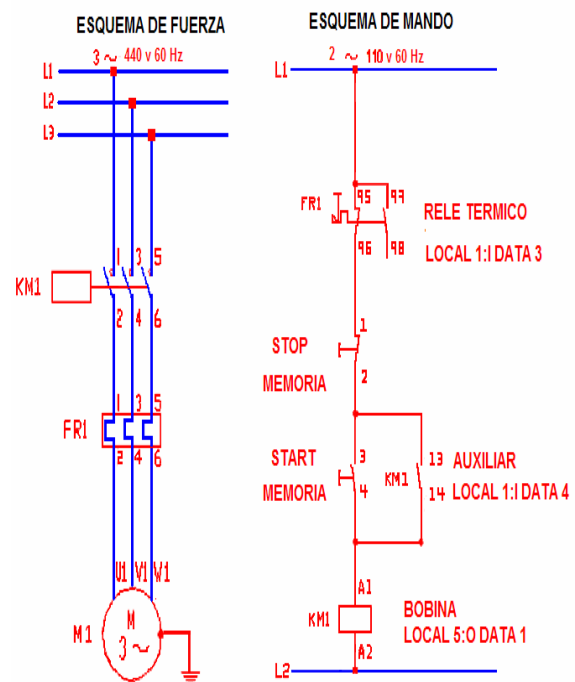 ESQUEMA DE FUERZA
3 ~ 440 v 60 Hz
L1
L2
L3
1 3 5
KM1
2 4 6
1 3 5
FR1
2 4 6
U1 V1 W1
M1
M
3 ~
ESQUEMA DE MANDO
2 ~ 110 v 60 Hz
L1
95 97
FR1
RELE TERMICO
96 98
LOCAL 1:I DATA 3
1
STOP
MEMORIA
2
START
MEMORIA
3
4
13 AUXILIAR
KM1
14 LOCAL 1:I DATA 4
A1
KM1
BOBINA
LOCAL 5:O DATA 1
A2
L2